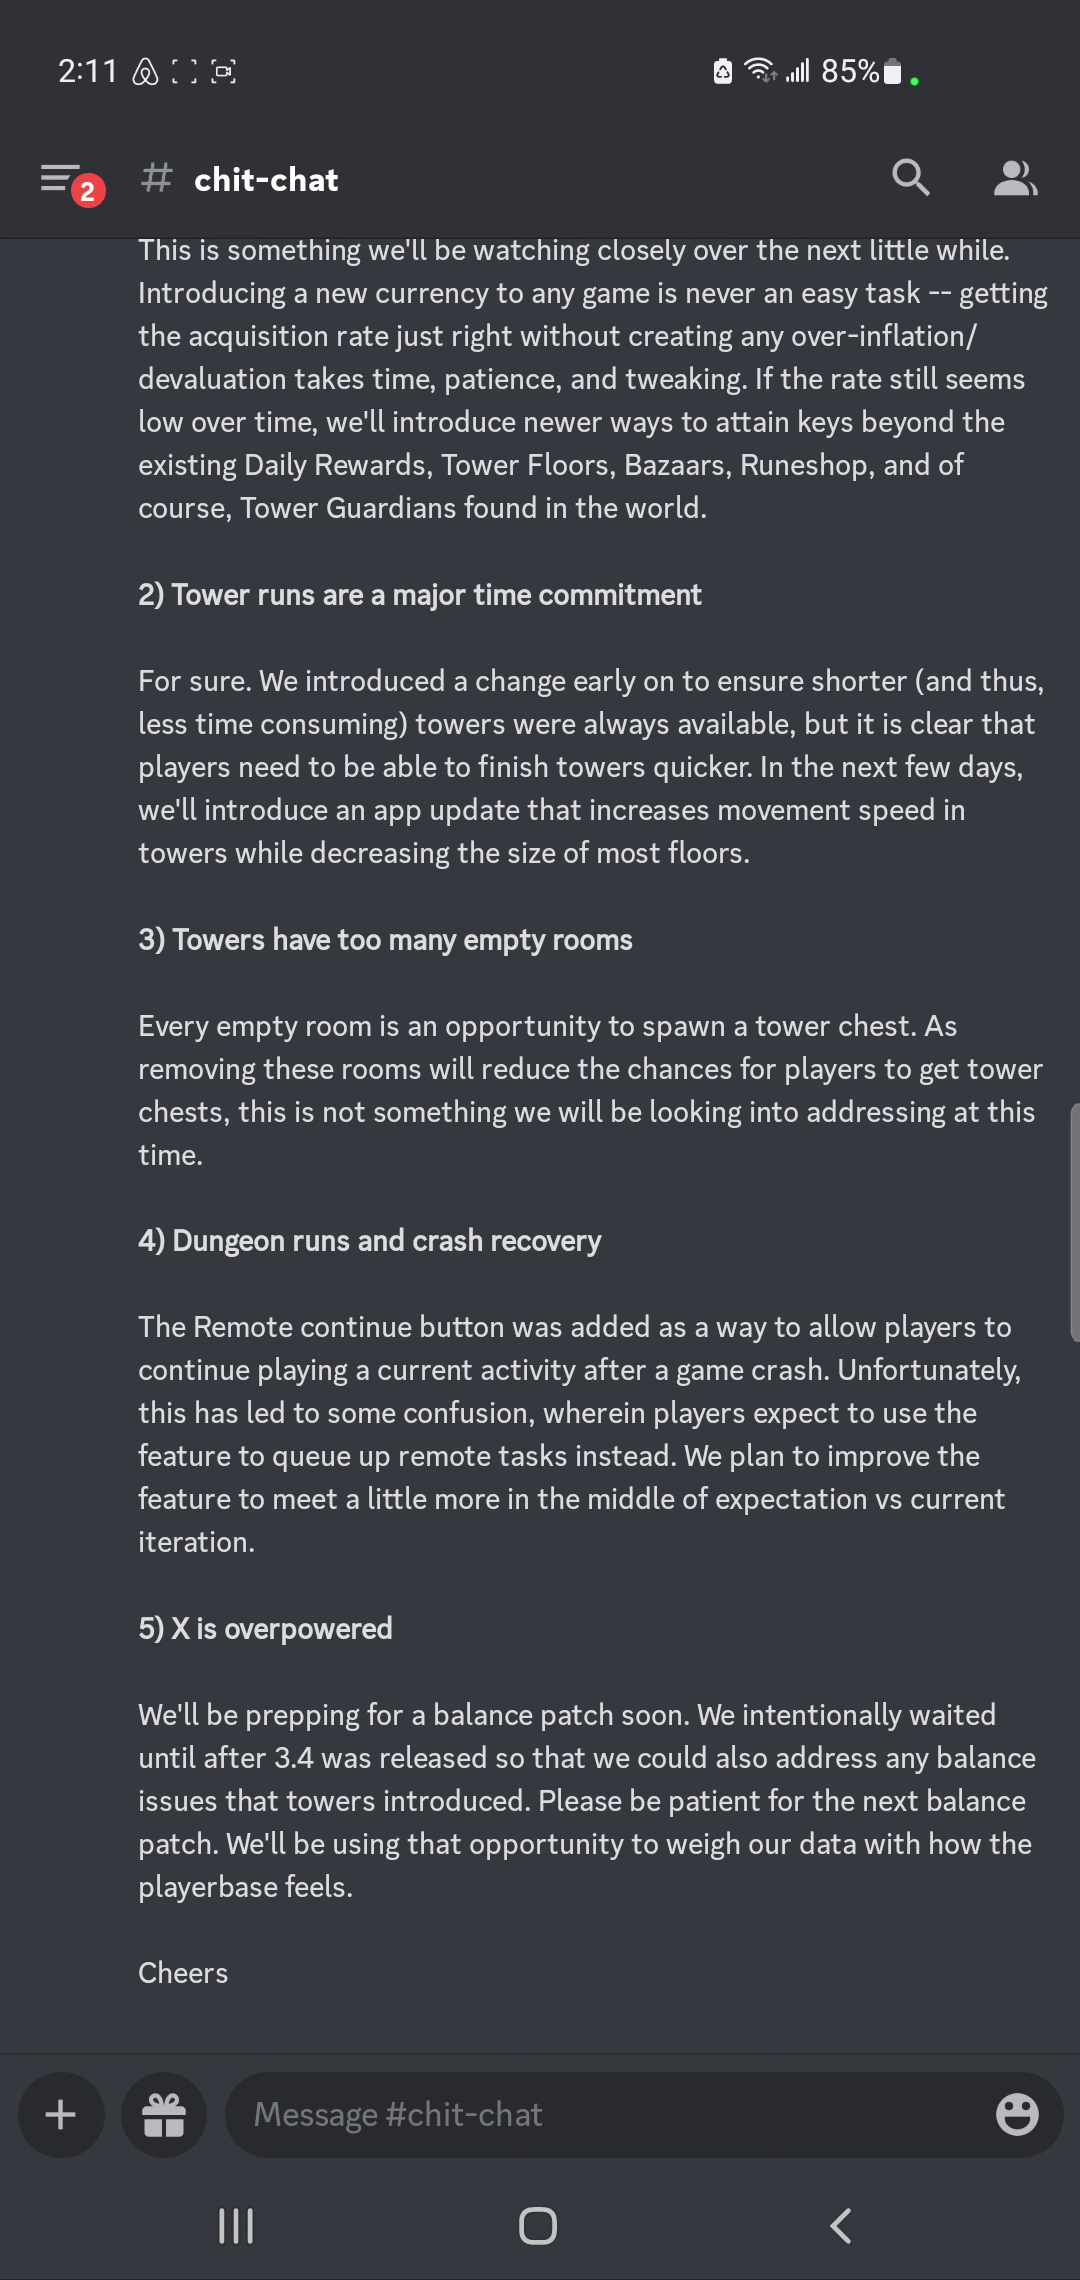 2:11 85%
2 # chit-chat
This is something we'll be watching closely over the next little while.
Introducing a new currency to any game is never an easy task -- getting
the acquisition rate just right without creating any over-inflation/
devaluation takes time, patience, and tweaking. If the rate still seems
low over time, we'll introduce newer ways to attain keys beyond the
existing Daily Rewards, Tower Floors, Bazaars, Runeshop, and of
course, Tower Guardians found in the world.
2) Tower runs are a major time commitment
For sure. We introduced a change early on to ensure shorter (and thus,
less time consuming) towers were always available, but it is clear that
players need to be able to finish towers quicker. In the next few days,
we'll introduce an app update that increases movement speed in
towers while decreasing the size of most floors.
3) Towers have too many empty rooms
Every empty room is an opportunity to spawn a tower chest. As
removing these rooms will reduce the chances for players to get tower
chests, this is not something we will be looking into addressing at this
time.
4) Dungeon runs and crash recovery
The Remote continue button was added as a way to allow players to
continue playing a current activity after a game crash. Unfortunately,
this has led to some confusion, wherein players expect to use the
feature to queue up remote tasks instead. We plan to improve the
feature to meet a little more in the middle of expectation vs current
iteration.
5) X is overpowered
We'll be prepping for a balance patch soon. We intentionally waited
until after 3.4 was released so that we could also address any balance
issues that towers introduced. Please be patient for the next balance
patch. We'll be using that opportunity to weigh our data with how the
playerbase feels.
Cheers
Message #chit-chat